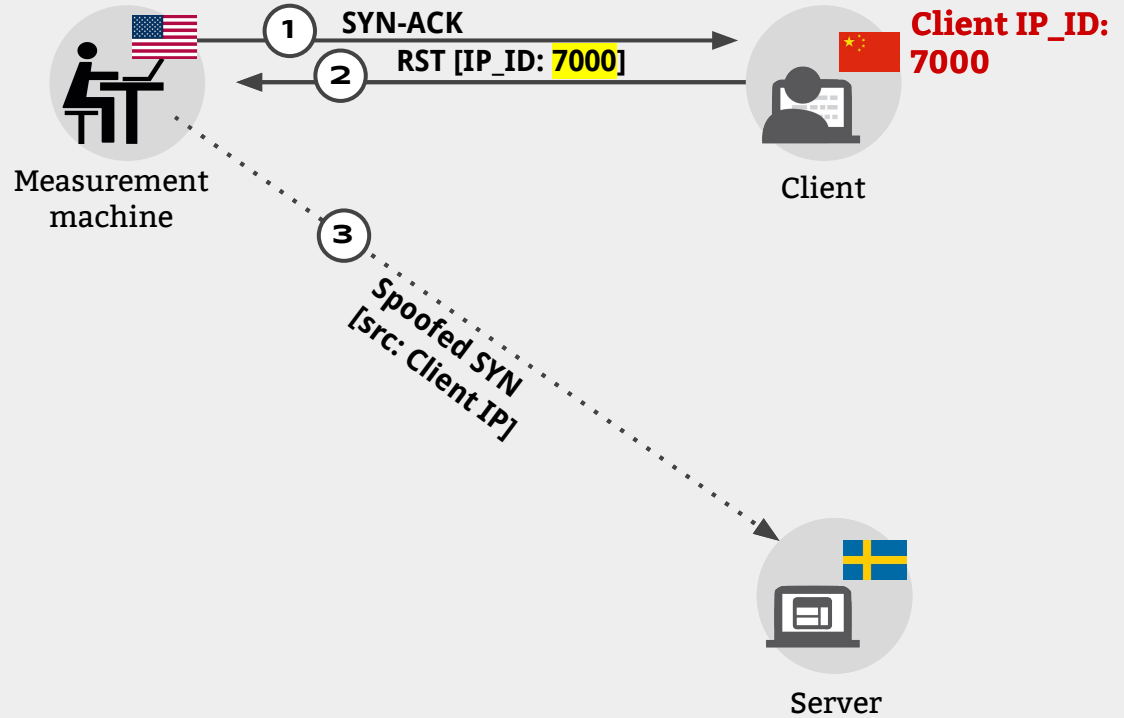 1
SYN-ACK
2
RST [IP_ID: 7000]
Client IP_ID:
7000
Measurement
machine
Client
3
Spoofed SYN
[src: Client IP]
Server